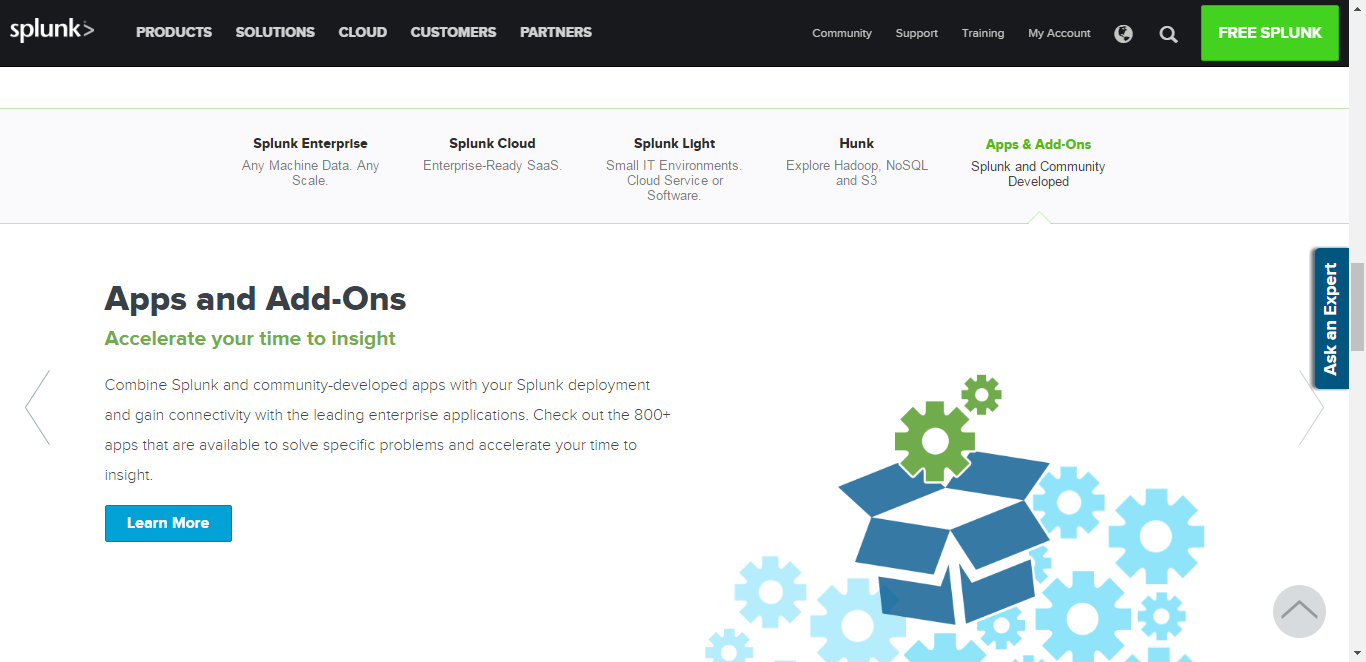 splunk>
PRODUCTS SOLUTIONS CLOUD CUSTOMERS PARTNERS
Community Support Training My Account
FREE SPLUNK
Splunk Enterprise
Any Machine Data. Any
Scale.
Splunk Cloud
Enterprise-Ready SaaS.
Splunk Light
Small IT Environments.
Cloud Service or
Software.
Hunk
Explore Hadoop, NoSQL
and S3
Apps & Add-Ons
Splunk and Community
Developed
Ask an Expert
Apps and Add-Ons
Accelerate your time to insight
Combine Splunk and community-developed apps with your Splunk deployment
and gain connectivity with the leading enterprise applications. Check out the 800+
apps that are available to solve specific problems and accelerate your time to
insight.
Learn More